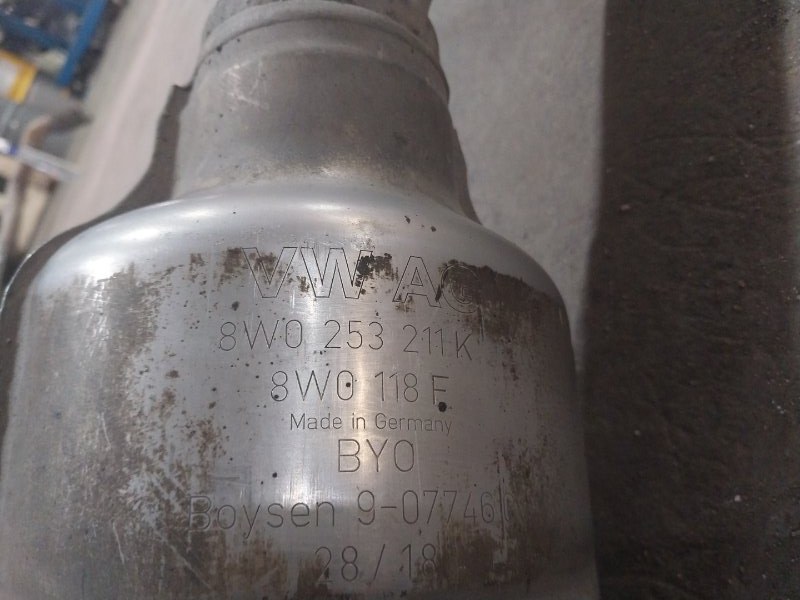 VW AG
8W0 253 211 K
8W0 118 F
Made in Germany
BYO
Boysen 9-07746
28/18